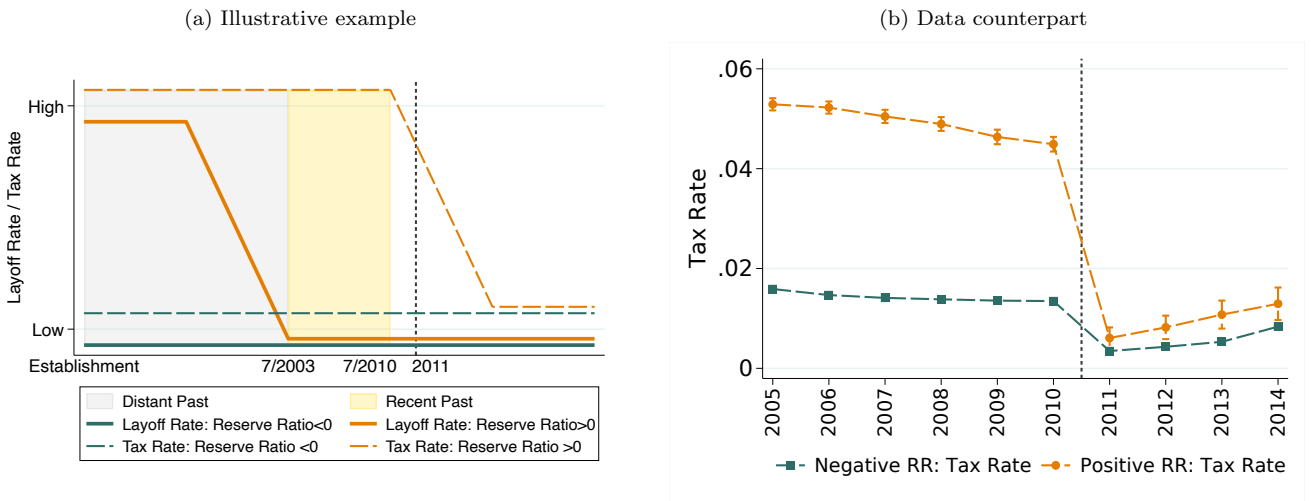 (a) Illustrative example
Layoff Rate / Tax Rate
High
Low
Establishment 7/2003 7/2010 2011
Distant Past Recent Past
Layoff Rate: Reserve Ratio<0 Layoff Rate: Reserve Ratio>0
Tax Rate: Reserve Ratio <0 Tax Rate: Reserve Ratio >0
(b) Data counterpart
Tax Rate
.06
.04
.02
0
2005 2006 2007 2008 2009 2010 2011 2012 2013 2014
Negative RR: Tax Rate Positive RR: Tax Rate